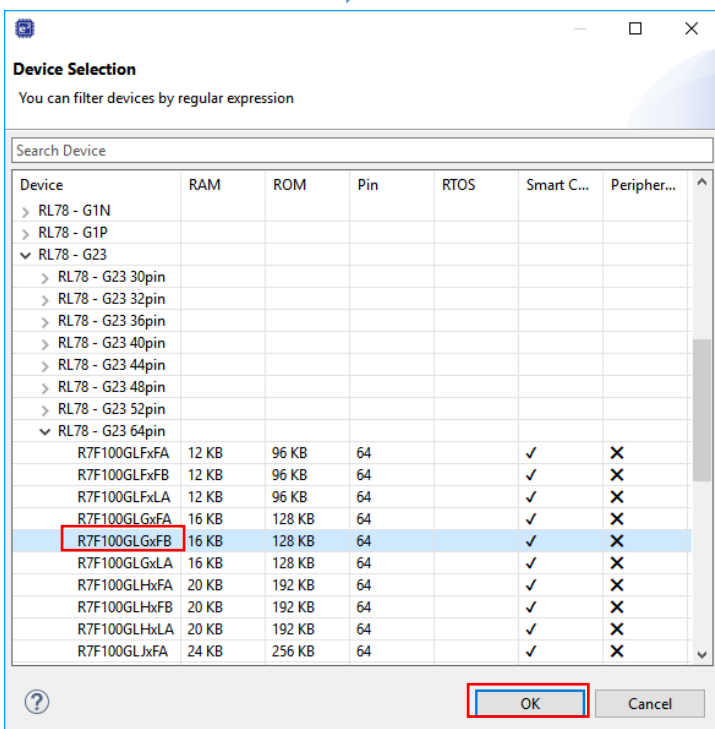 Device Selection
You can filter devices by regular expression
Search Device
Device RAM ROM Pin RTOS Smart C... Peripher...
RL78 - G1N
RL78 - G1P
RL78 - G23
RL78 - G23 30pin
RL78 - G23 32pin
RL78 - G23 36pin
RL78 - G23 40pin
RL78 - G23 44pin
RL78 - G23 48pin
RL78 - G23 52pin
RL78 - G23 64pin
R7F100GLFxFA 12 KB 96 KB 64 ✓ ✕
R7F100GLFxFB 12 KB 96 KB 64 ✓ ✕
R7F100GLFxLA 12 KB 96 KB 64 ✓ ✕
R7F100GLGxFA 16 KB 128 KB 64 ✓ ✕
R7F100GLGxFB 16 KB 128 KB 64 ✓ ✕
R7F100GLGxLA 16 KB 128 KB 64 ✓ ✕
R7F100GLHxFA 20 KB 192 KB 64 ✓ ✕
R7F100GLHxFB 20 KB 192 KB 64 ✓ ✕
R7F100GLHxLA 20 KB 192 KB 64 ✓ ✕
R7F100GLJxFA 24 KB 256 KB 64 ✓ ✕
? OK Cancel